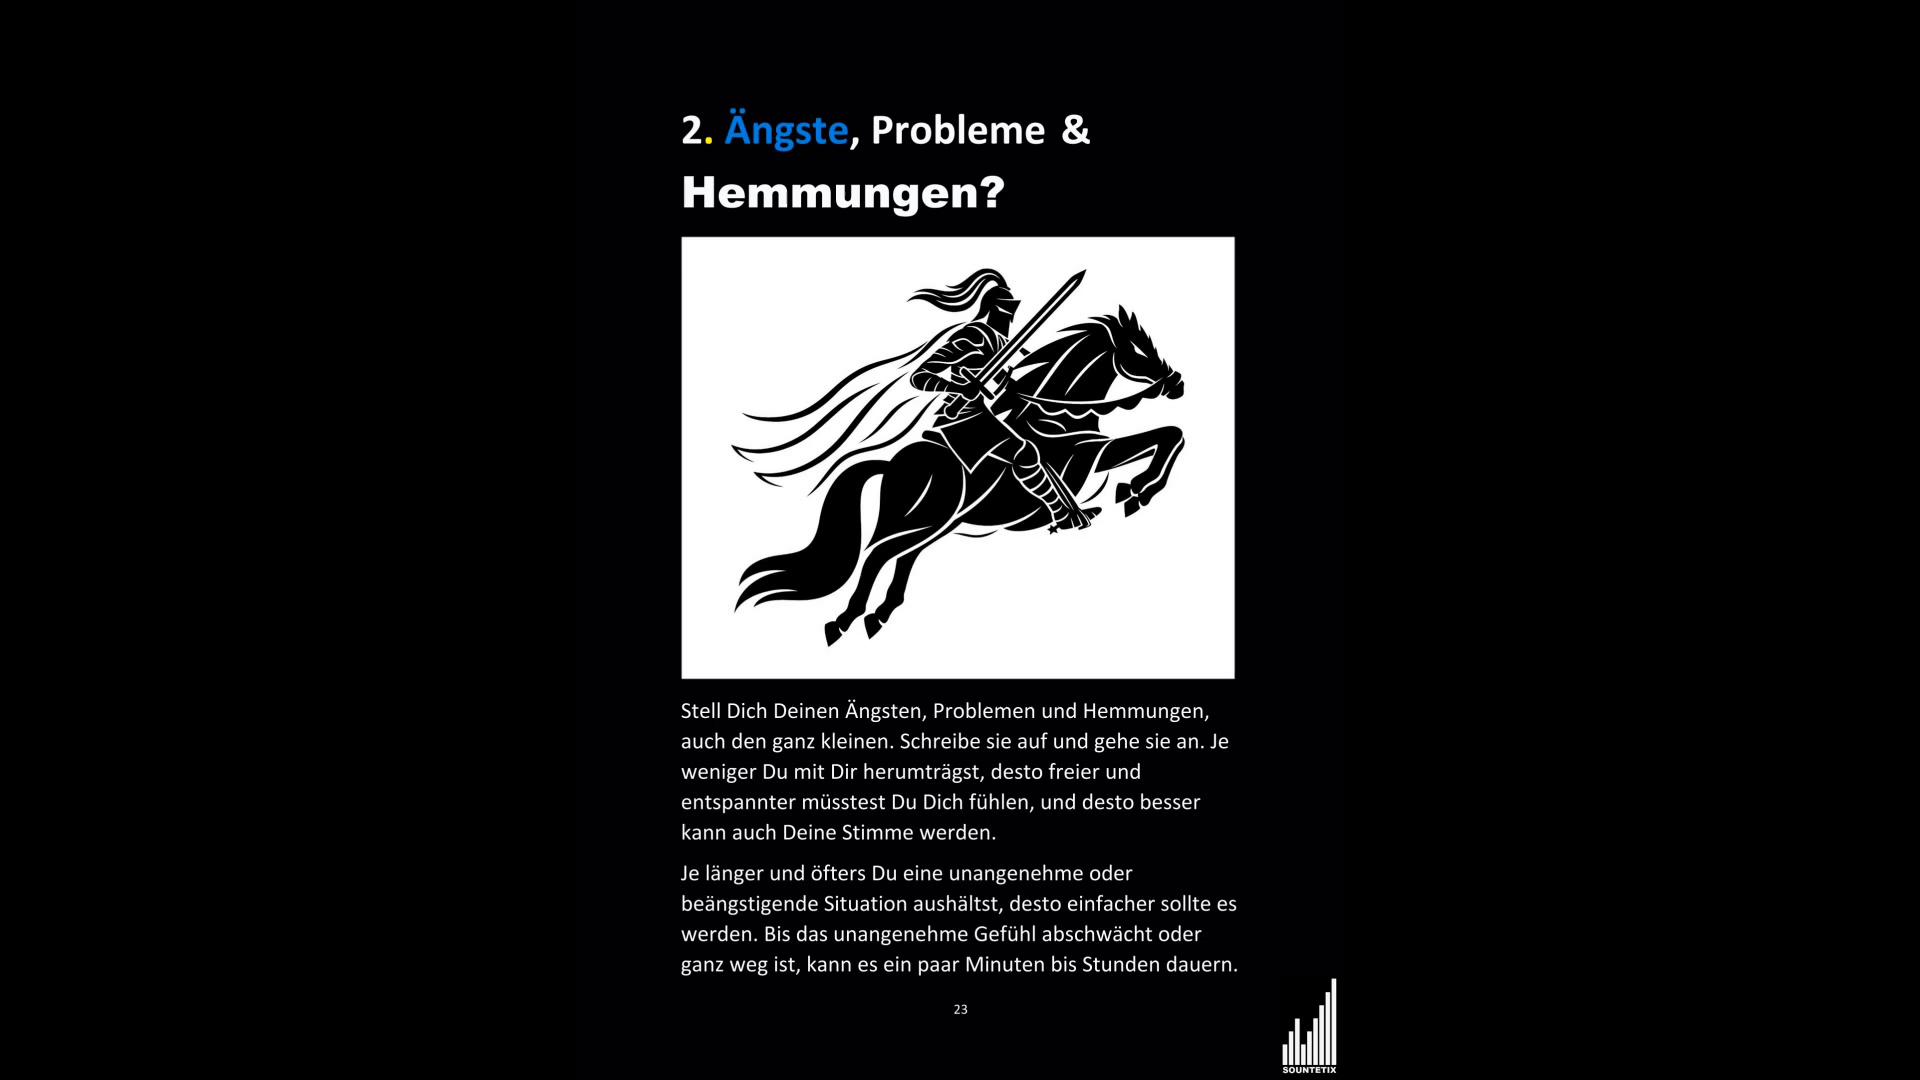 2. Ängste, Probleme &
Hemmungen?
Stell Dich Deinen Ängsten, Problemen und Hemmungen,
auch den ganz kleinen. Schreibe sie auf und gehe sie an. Je
weniger Du mit Dir herumträgst, desto freier und
entspannter müsstest Du Dich fühlen, und desto besser
kann auch Deine Stimme werden.
Je länger und öfters Du eine unangenehme oder
beängstigende Situation aushältst, desto einfacher sollte es
werden. Bis das unangenehme Gefühl abschwächt oder
ganz weg ist, kann es ein paar Minuten bis Stunden dauern.
23
SOUNTETIX